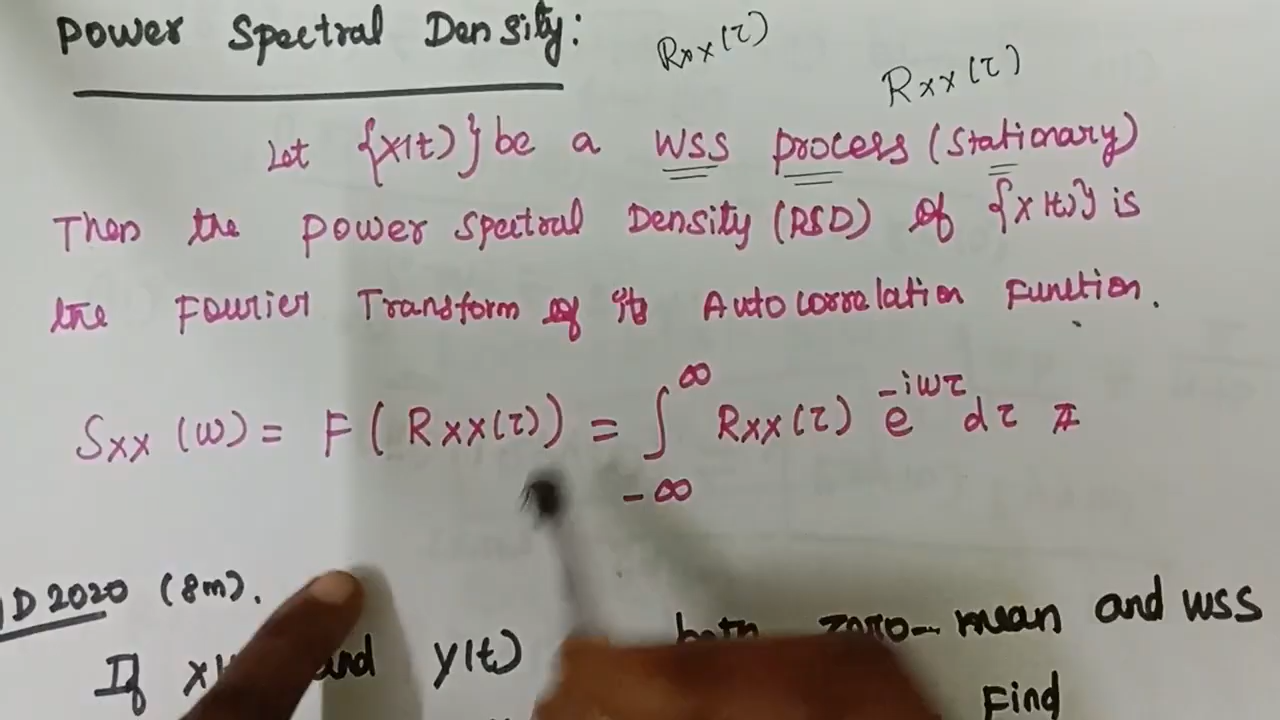 Power Spectral Density:
Rxx(τ)
Rxx(τ)
Let {X(t)} be a WSS process (Stationary)
Then the power spectral Density (PSD) of {X(t)} is
the Fourier Transform of its Autocorrelation Function.
Sxx (ω) = F ( Rxx(τ)) = ∫ ∞ -∞ Rxx(τ) e^-iωτ dτ
D 2020 (8m).
If and y(t) both zero-mean and WSS
Find